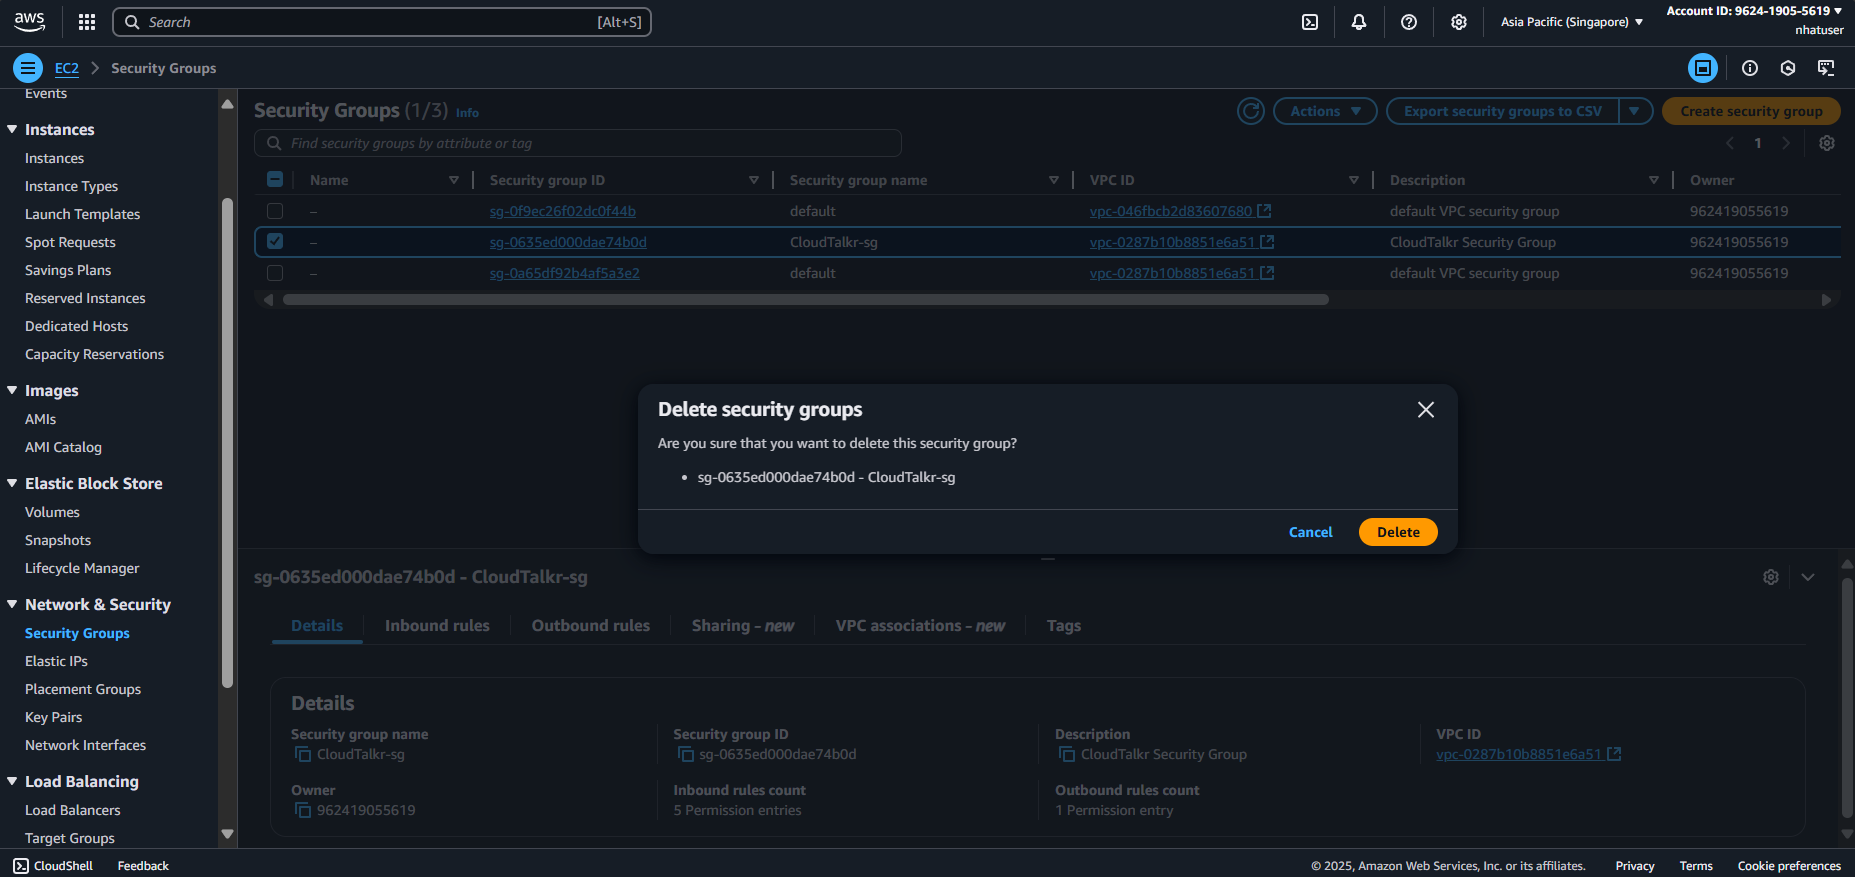 aws
Search
[Alt+S]
Asia Pacific (Singapore)
Account ID: 9624-1905-5619
nhatuser
EC2
Security Groups
Events
Instances
Instances
Instance Types
Launch Templates
Spot Requests
Savings Plans
Reserved Instances
Dedicated Hosts
Capacity Reservations
Images
AMIs
AMI Catalog
Elastic Block Store
Volumes
Snapshots
Lifecycle Manager
Network & Security
Security Groups
Elastic IPs
Placement Groups
Key Pairs
Network Interfaces
Load Balancing
Load Balancers
Target Groups
Security Groups (1/3) Info
Actions
Export security groups to CSV
Create security group
Find security groups by attribute or tag
1
Name Security group ID Security group name VPC ID Description Owner
– sg-0f9ec26f02dc0f44b default vpc-046fbcb2d83607680 default VPC security group 962419055619
– sg-0635ed000dae74b0d CloudTalkr-sg vpc-0287b10b8851e6a51 CloudTalkr Security Group 962419055619
– sg-0a65df92b4af5a3e2 default vpc-0287b10b8851e6a51 default VPC security group 962419055619
Delete security groups
Are you sure that you want to delete this security group?
• sg-0635ed000dae74b0d - CloudTalkr-sg
Cancel
Delete
sg-0635ed000dae74b0d - CloudTalkr-sg
Details Inbound rules Outbound rules Sharing - new VPC associations - new Tags
Details
Security group name Security group ID Description VPC ID
CloudTalkr-sg sg-0635ed000dae74b0d CloudTalkr Security Group vpc-0287b10b8851e6a51
Owner Inbound rules count Outbound rules count
962419055619 5 Permission entries 1 Permission entry
CloudShell Feedback © 2025, Amazon Web Services, Inc. or its affiliates. Privacy Terms Cookie preferences